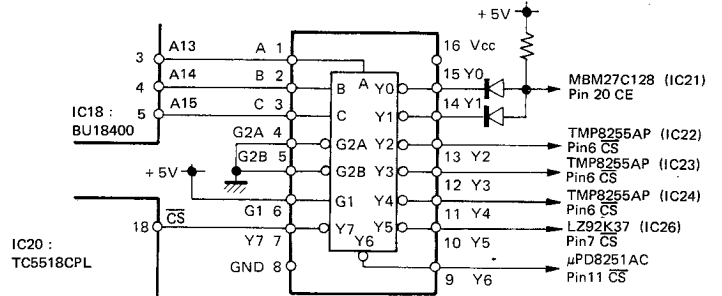 +5V
3 A13 A 1 16 Vcc
4 A14 B 2 A 15 Y0 MBM27C128 (IC21)
B Y0 Pin 20 CE
5 A15 C 3 C Y1 14 Y1
IC18 :
BU18400
G2A 4 G2A Y2 TMP8255AP (IC22)
Pin6 CS
G2B 5 G2B Y3 13 Y2 TMP8255AP (IC23)
+5V 12 Y3 Pin6 CS
G1 Y4 TMP8255AP (IC24)
G1 6 11 Y4 Pin6 CS
18 CS Y7 Y5 LZ92K37 (IC26)
Y7 7 Y6 10 Y5 Pin7 CS
IC20 :
TC5518CPL
GND 8 μPD8251AC
9 Y6 Pin11 CS